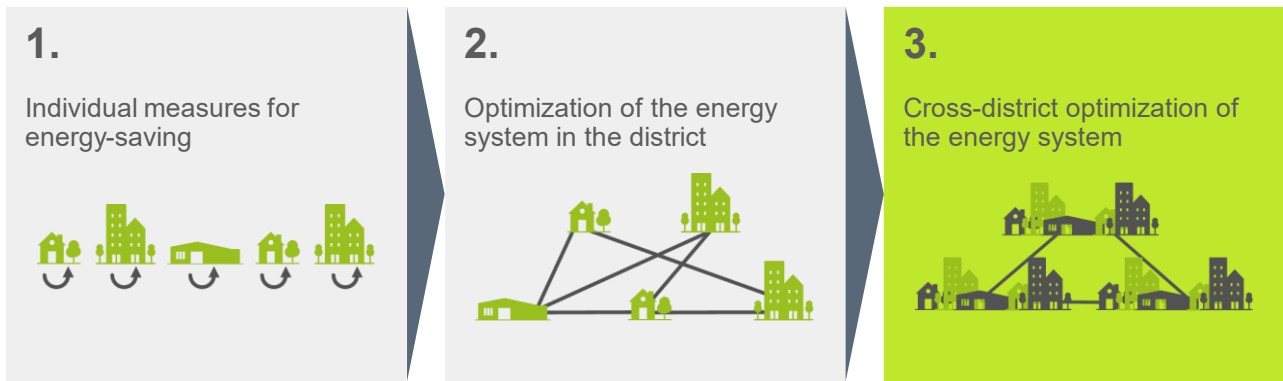 1.
Individual measures for
energy-saving
2.
Optimization of the energy
system in the district
3.
Cross-district optimization of
the energy system